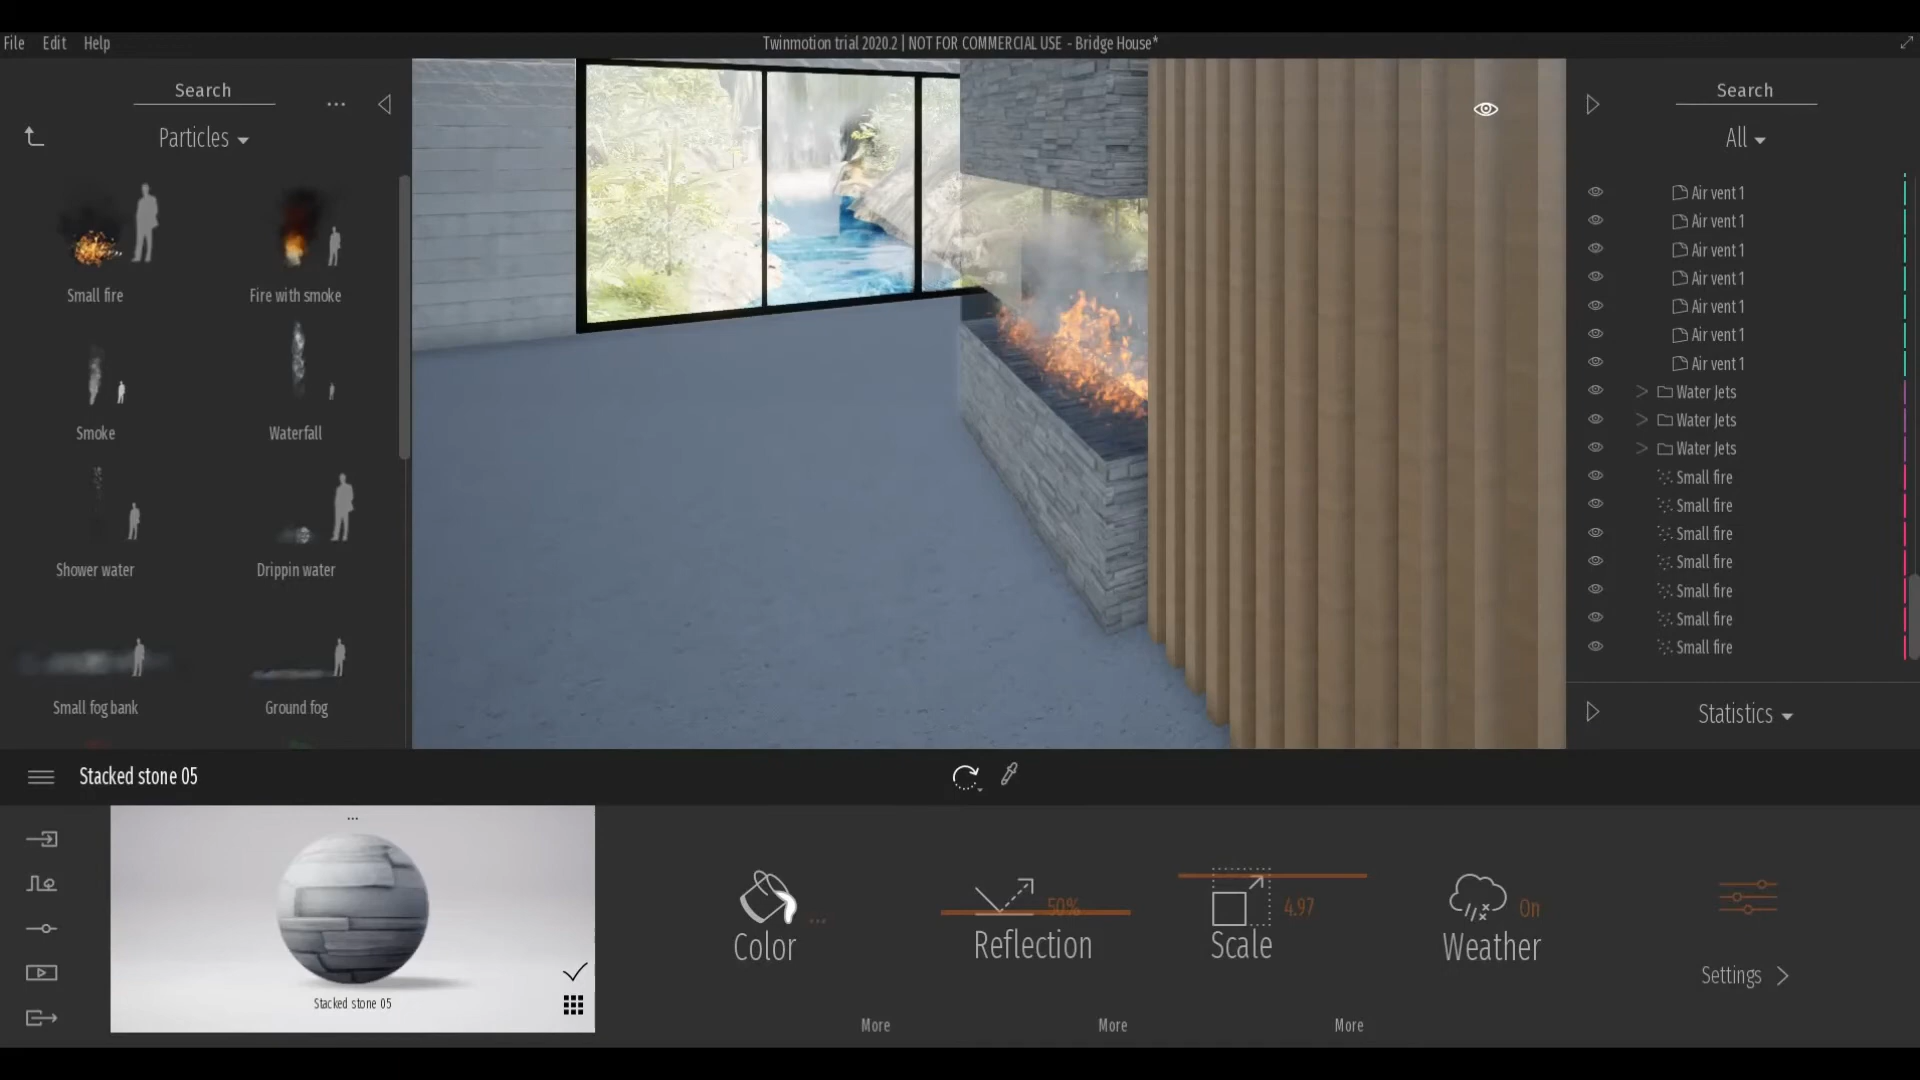 File Edit Help
Twinmotion trial 2020.2 | NOT FOR COMMERCIAL USE - Bridge House*
Search
...
Particles
Small fire
Fire with smoke
Smoke
Waterfall
Shower water
Drippin water
Small fog bank
Ground fog
Search
All
Air vent 1
Air vent 1
Air vent 1
Air vent 1
Air vent 1
Air vent 1
Air vent 1
> Water Jets
> Water Jets
> Water Jets
Small fire
Small fire
Small fire
Small fire
Small fire
Small fire
Small fire
Statistics
Stacked stone 05
...
Stacked stone 05
Color ...
More
50%
Reflection
More
4.97
Scale
More
On
Weather
Settings >